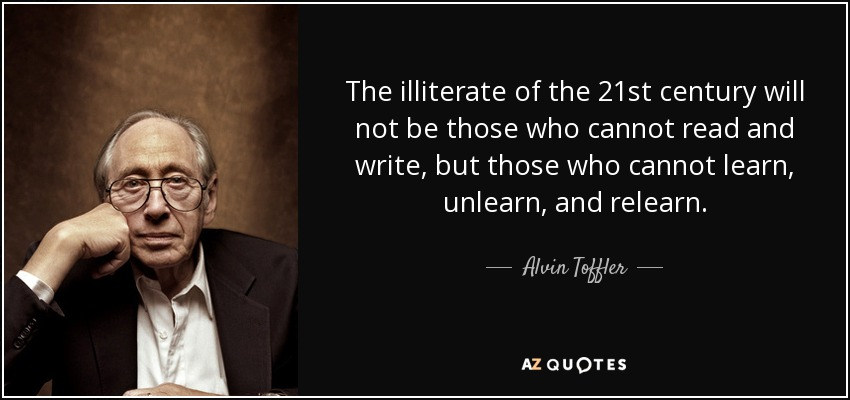 The illiterate of the 21st century will
not be those who cannot read and
write, but those who cannot learn,
unlearn, and relearn.
Alvin Toffler
AZ QUOTES